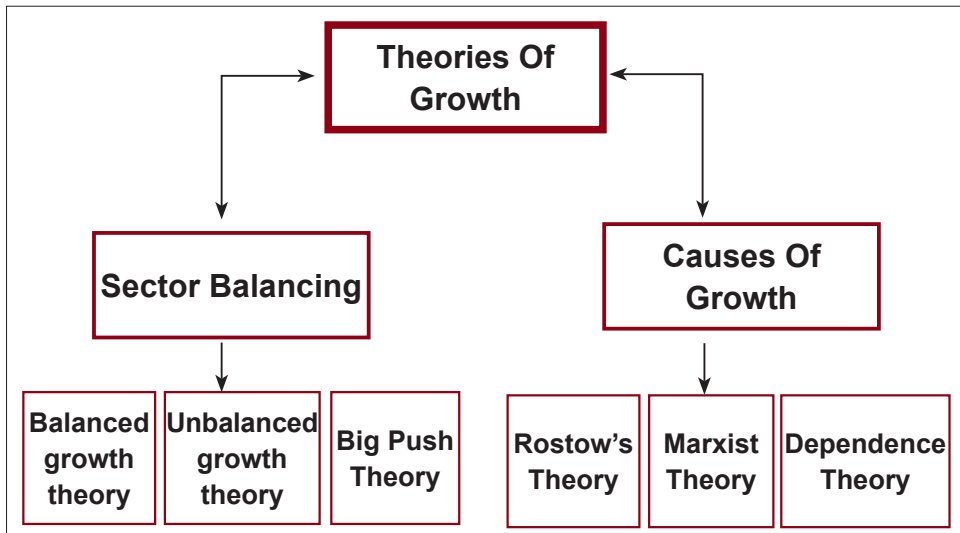 Theories Of
Growth
Sector Balancing
Causes Of
Growth
Balanced
growth
theory
Unbalanced
growth
theory
Big Push
Theory
Rostow’s
Theory
Marxist
Theory
Dependence
Theory